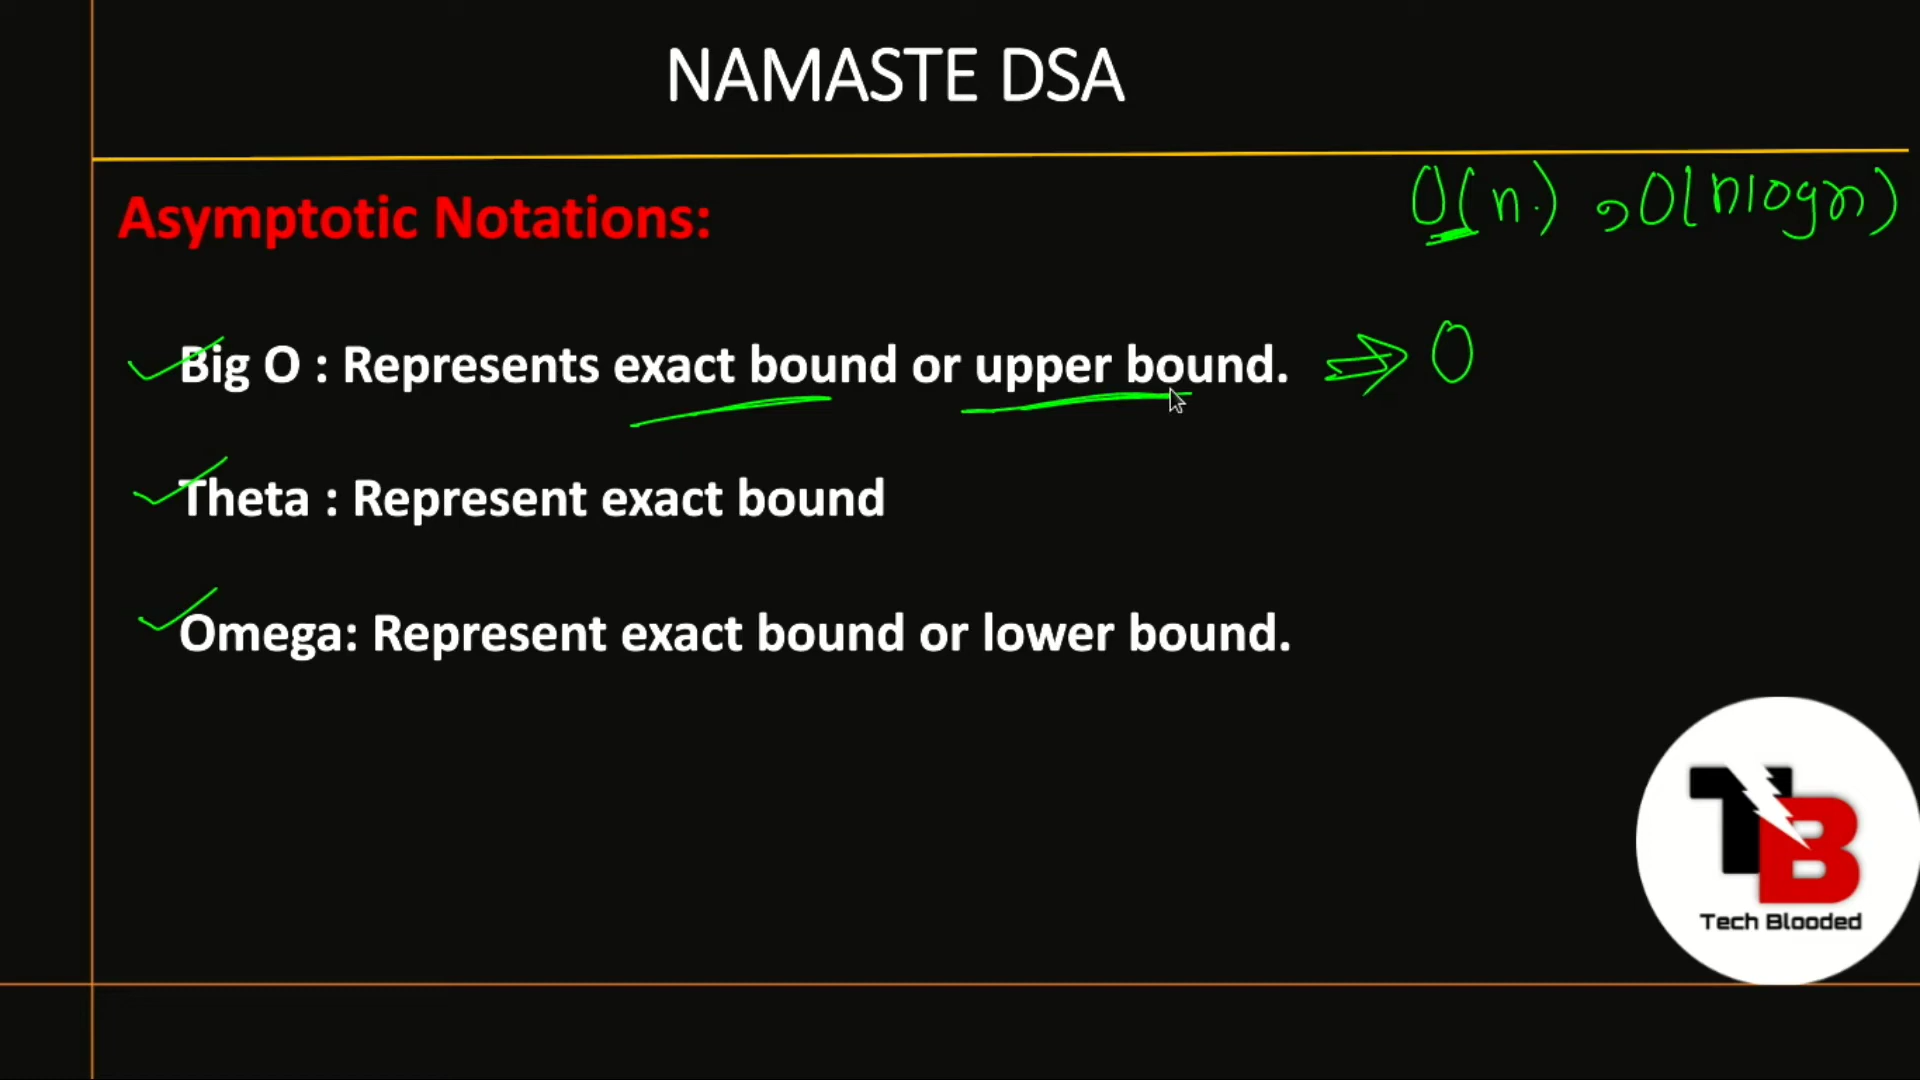 NAMASTE DSA
Asymptotic Notations:
O(n.) , O(nlogn)
Big O : Represents exact bound or upper bound. ⇒ O
Theta : Represent exact bound
Omega: Represent exact bound or lower bound.
TB
Tech Blooded